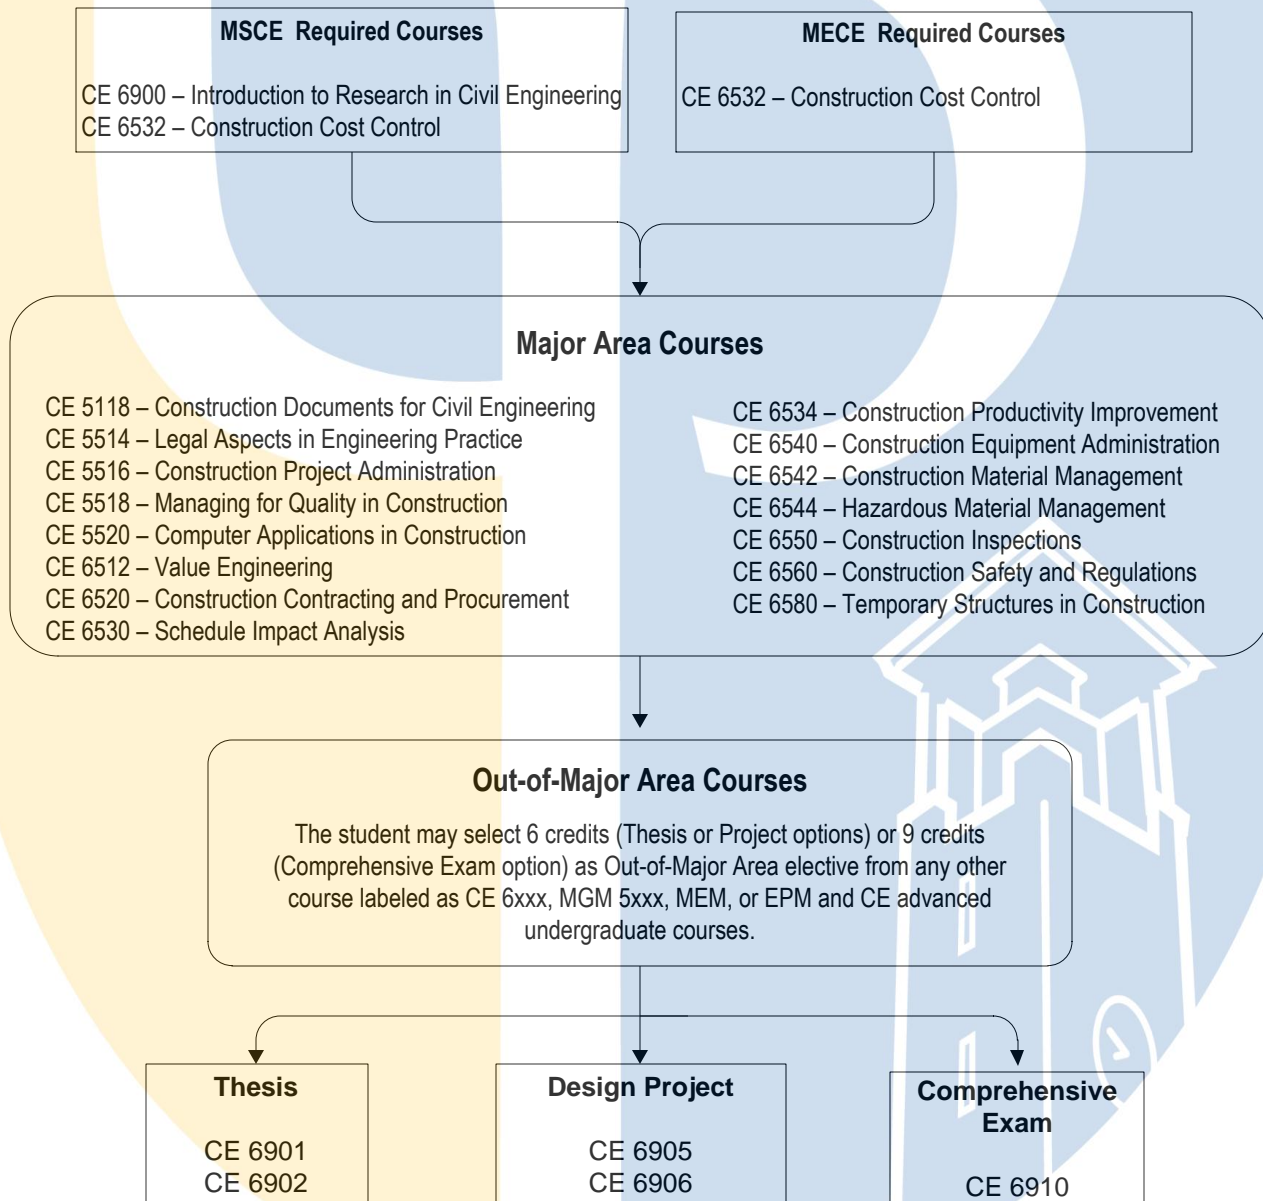 MSCE Required Courses
CE 6900 – Introduction to Research in Civil Engineering
CE 6532 – Construction Cost Control
MECE Required Courses
CE 6532 – Construction Cost Control
Major Area Courses
CE 5118 – Construction Documents for Civil Engineering
CE 5514 – Legal Aspects in Engineering Practice
CE 5516 – Construction Project Administration
CE 5518 – Managing for Quality in Construction
CE 5520 – Computer Applications in Construction
CE 6512 – Value Engineering
CE 6520 – Construction Contracting and Procurement
CE 6530 – Schedule Impact Analysis
CE 6534 – Construction Productivity Improvement
CE 6540 – Construction Equipment Administration
CE 6542 – Construction Material Management
CE 6544 – Hazardous Material Management
CE 6550 – Construction Inspections
CE 6560 – Construction Safety and Regulations
CE 6580 – Temporary Structures in Construction
Out-of-Major Area Courses
The student may select 6 credits (Thesis or Project options) or 9 credits
(Comprehensive Exam option) as Out-of-Major Area elective from any other
course labeled as CE 6xxx, MGM 5xxx, MEM, or EPM and CE advanced
undergraduate courses.
Thesis
CE 6901
CE 6902
Design Project
CE 6905
CE 6906
Comprehensive
Exam
CE 6910